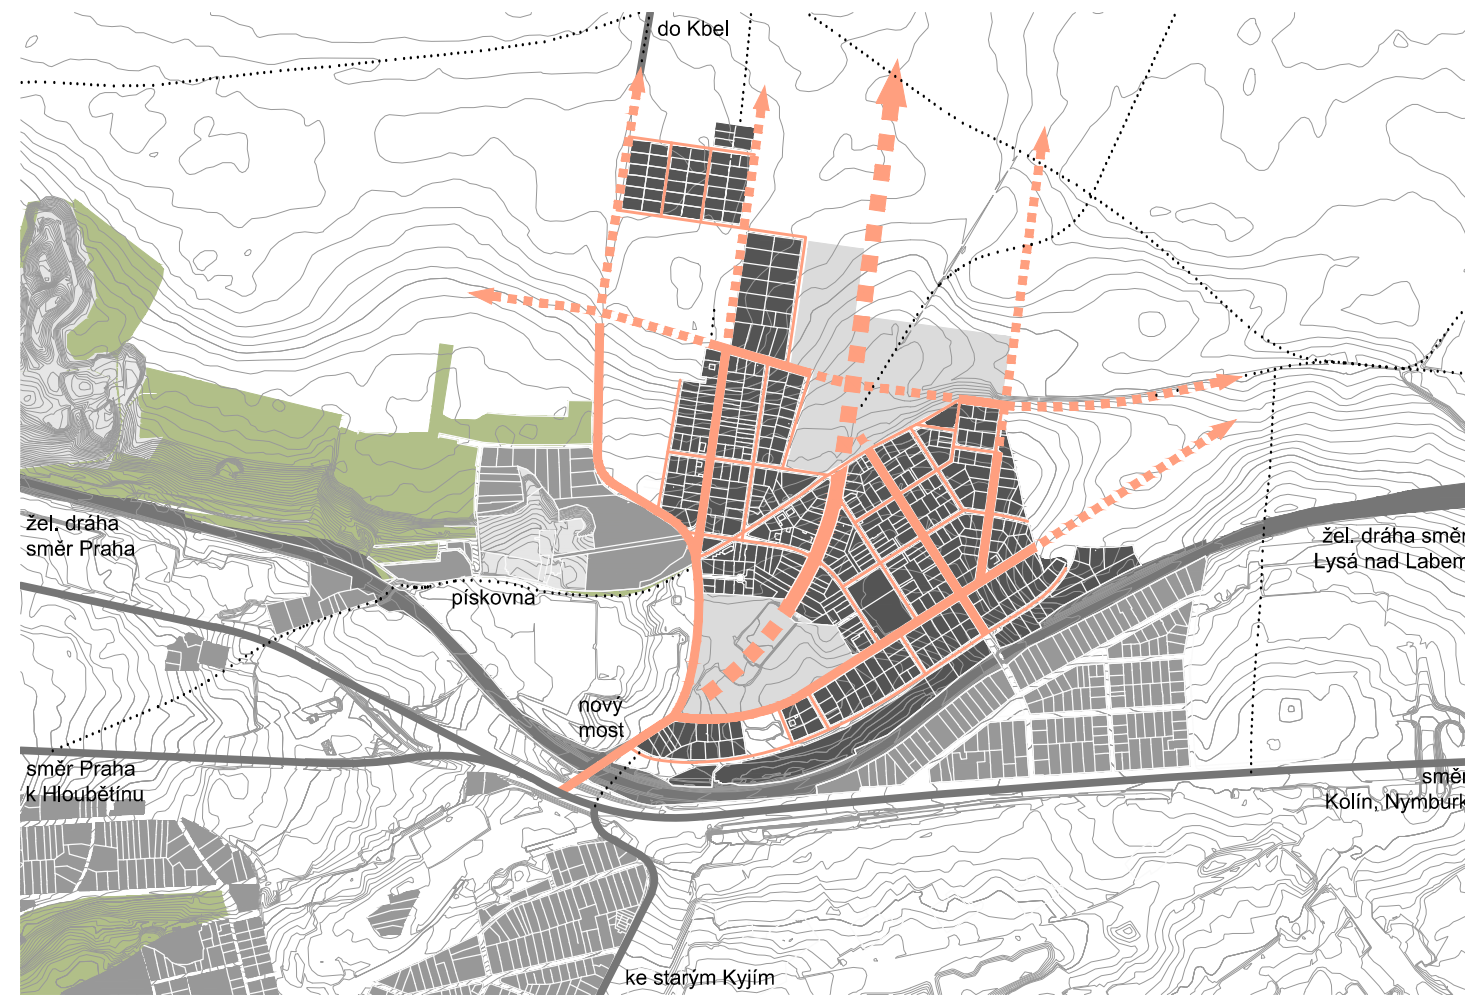 do Kbel
žel. dráha
směr Praha
žel. dráha směr
Lysá nad Labem
pískovna
nový
most
směr Praha
k Hloubětínu
směr
Kolín, Nymburk
ke starým Kyjím